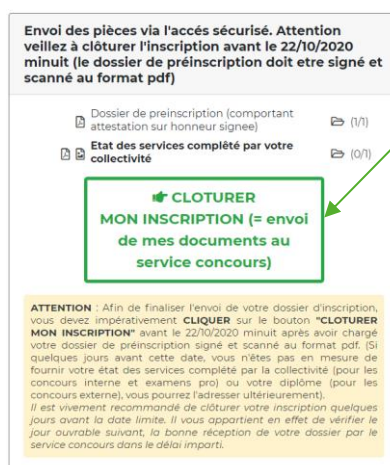 Envoi des pièces via l'accés sécurisé. Attention
veillez à clôturer l'inscription avant le 22/10/2020
minuit (le dossier de préinscription doit etre signé et
scanné au format pdf)
Dossier de preinscription (comportant
attestation sur honneur signee) (1/1)
Etat des services complêté par votre
collectivité (0/1)
CLOTURER
MON INSCRIPTION (= envoi
de mes documents au
service concours)
ATTENTION : Afin de finaliser l'envoi de votre dossier d'inscription,
vous devez impérativement CLIQUER sur le bouton "CLOTURER
MON INSCRIPTION" avant le 22/10/2020 minuit après avoir chargé
votre dossier de préinscription signé et scanné au format pdf. (Si
quelques jours avant cette date, vous n'êtes pas en mesure de
fournir votre état des services complété par la collectivité (pour les
concours interne et examens pro) ou votre diplôme (pour les
concours externe), vous pourrez l'adresser ultérieurement).
Il est vivement recommandé de clôturer votre inscription quelques
jours avant la date limite. Il vous appartient en effet de vérifier le
jour ouvrable suivant, la bonne réception de votre dossier par le
service concours dans le délai imparti.